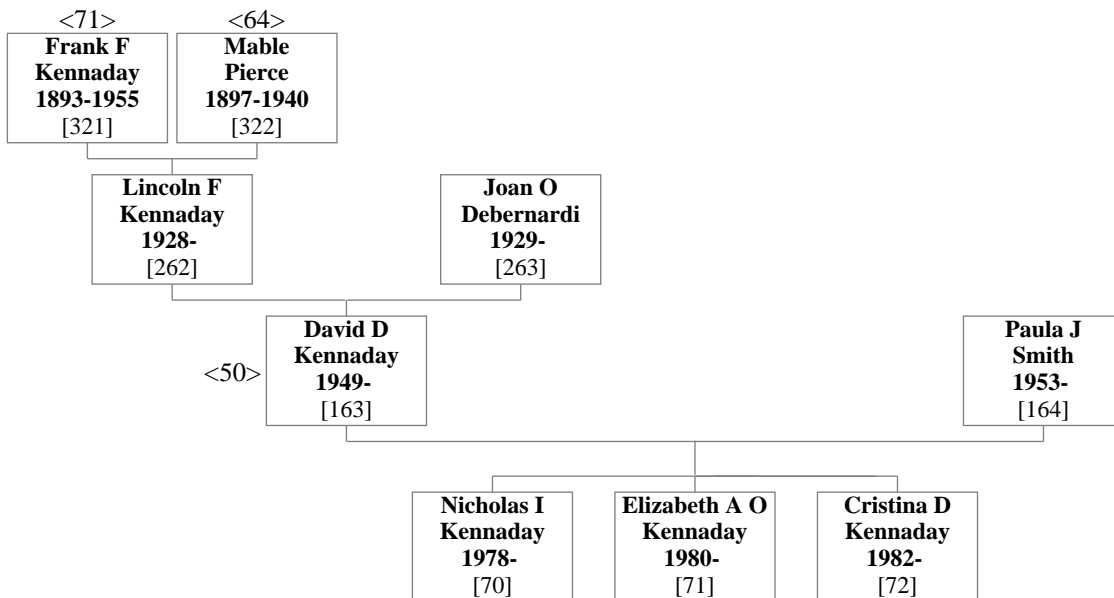 <71>
Frank F
Kennaday
1893-1955
[321]
<64>
Mable
Pierce
1897-1940
[322]
Lincoln F
Kennaday
1928-
[262]
Joan O
Debernardi
1929-
[263]
<50>
David D
Kennaday
1949-
[163]
Paula J
Smith
1953-
[164]
Nicholas I
Kennaday
1978-
[70]
Elizabeth A O
Kennaday
1980-
[71]
Cristina D
Kennaday
1982-
[72]